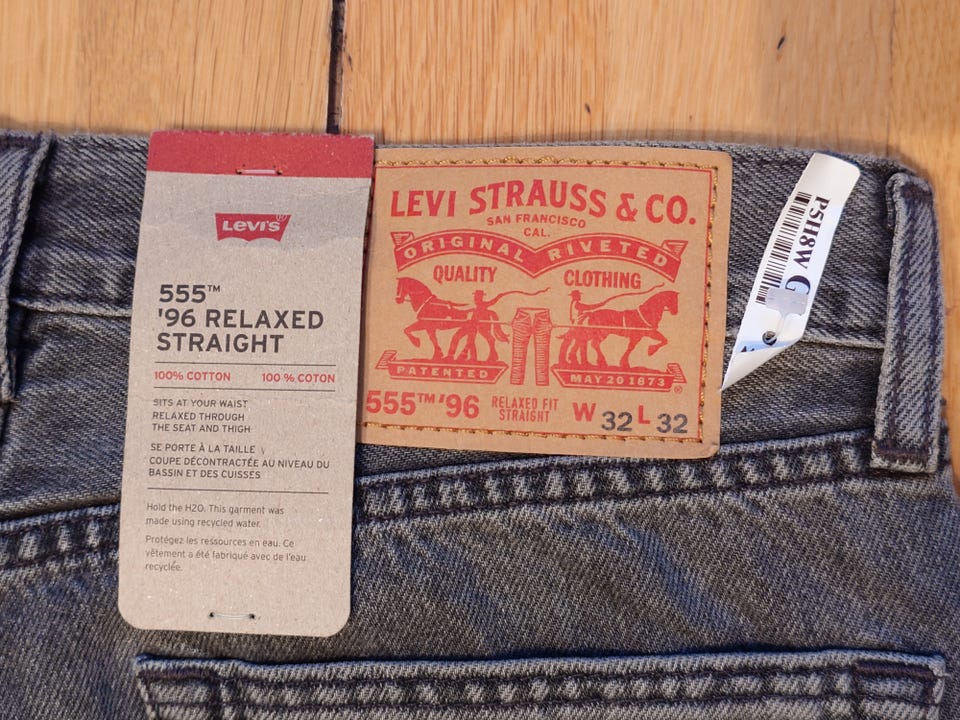 LEVI'S®
555™
'96 RELAXED
STRAIGHT
100% COTTON 100 % COTON
SITS AT YOUR WAIST
RELAXED THROUGH
THE SEAT AND THIGH
SE PORTE À LA TAILLE
COUPE DÉCONTRACTÉE AU NIVEAU DU
BASSIN ET DES CUISSES
Hold the H2O. This garment was
made using recycled water.
Protégez les ressources en eau. Ce
vêtement a été fabriqué avec de l'eau
recyclée.
LEVI STRAUSS & CO.
SAN FRANCISCO
CAL.
ORIGINAL RIVETED
QUALITY CLOTHING
PATENTED MAY 20 1873
®
555™ '96 RELAXED FIT STRAIGHT W 32 L 32
P5H8W G